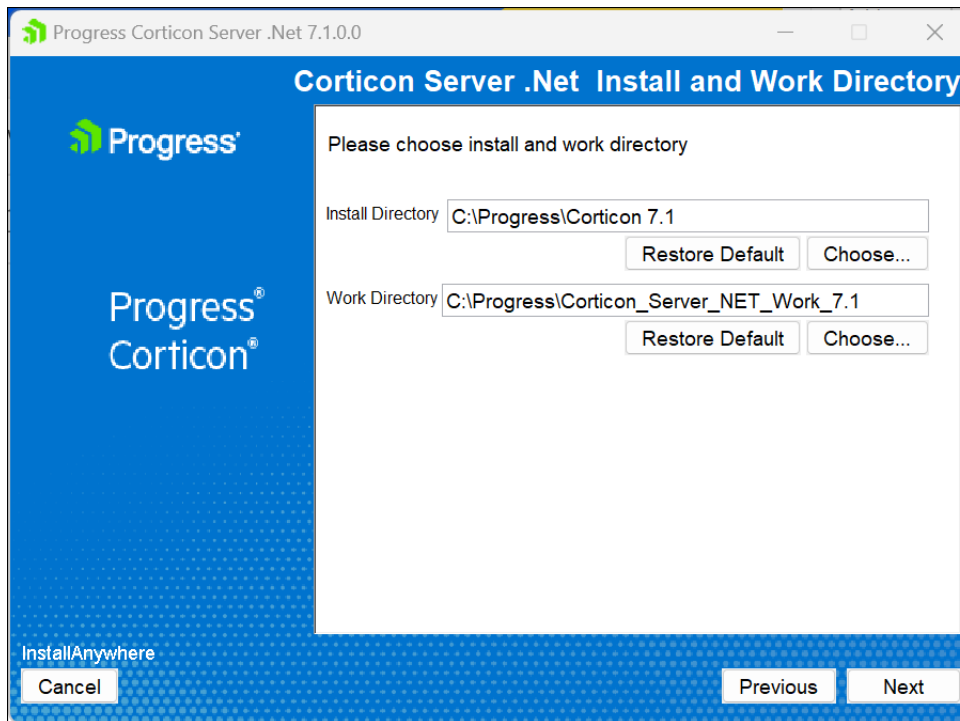 Progress Corticon Server .Net 7.1.0.0
Corticon Server .Net Install and Work Directory
Progress
Please choose install and work directory
Install Directory C:\Progress\Corticon 7.1
Restore Default Choose...
Work Directory C:\Progress\Corticon_Server_NET_Work_7.1
Restore Default Choose...
Progress®
Corticon®
InstallAnywhere
Cancel Previous Next